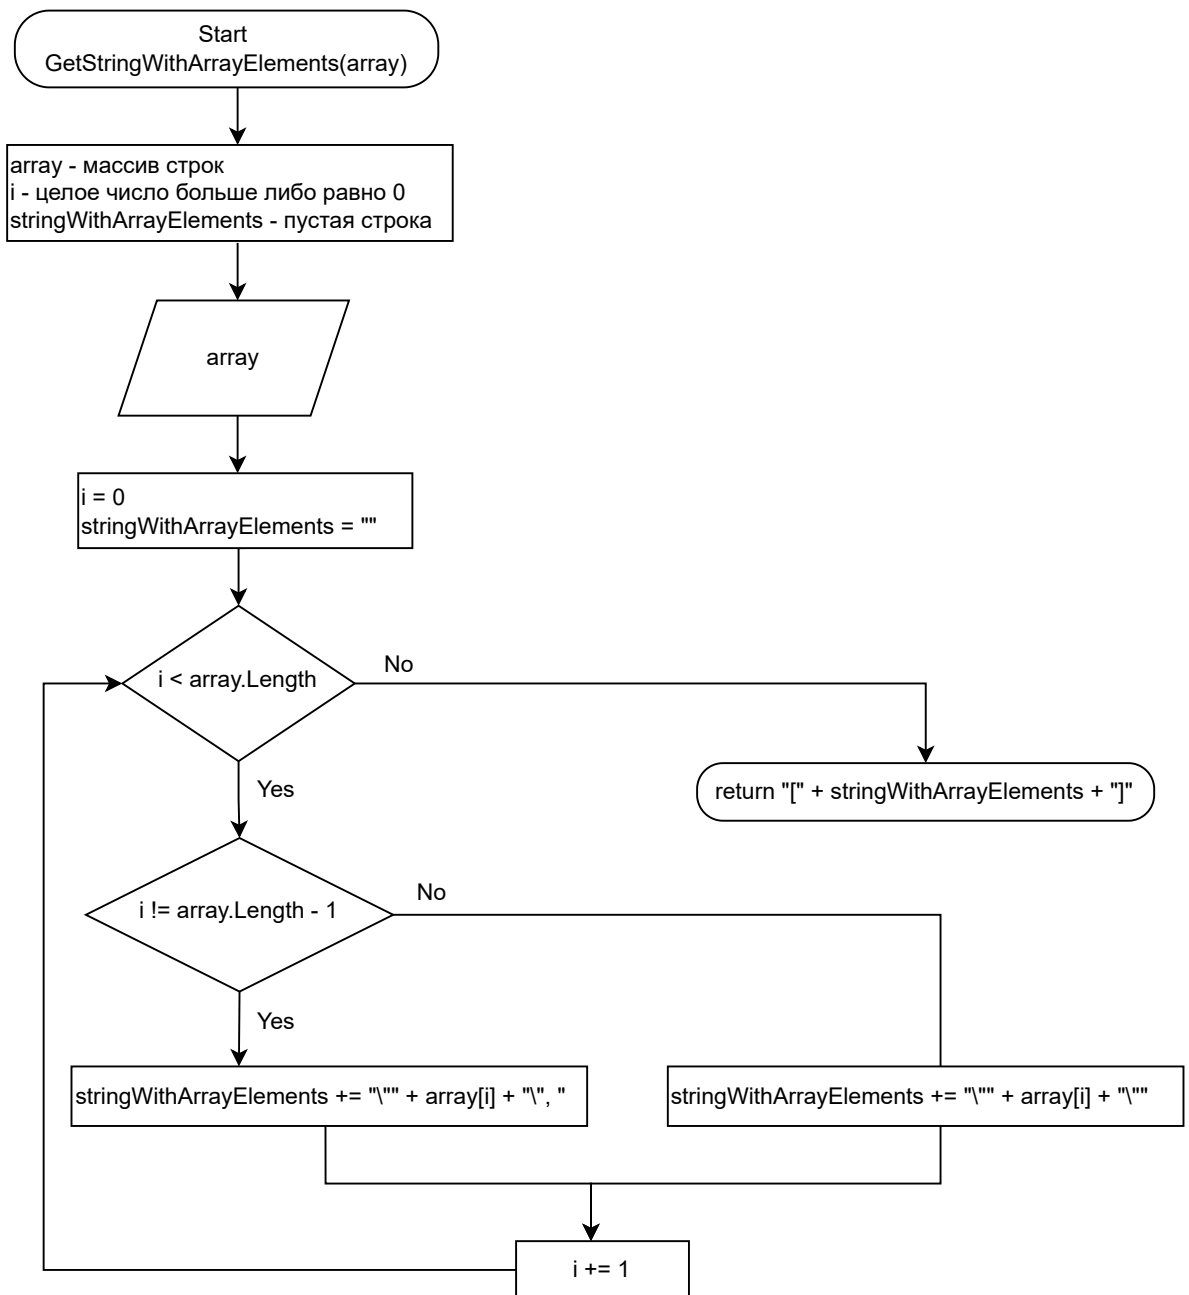 Start
GetStringWithArrayElements(array)
array - массив строк
i - целое число больше либо равно 0
stringWithArrayElements - пустая строка
array
i = 0
stringWithArrayElements = ""
i < array.Length
No
Yes
return "[" + stringWithArrayElements + "]"
i != array.Length - 1
No
Yes
stringWithArrayElements += "\"" + array[i] + "\", "
stringWithArrayElements += "\"" + array[i] + "\""
i += 1